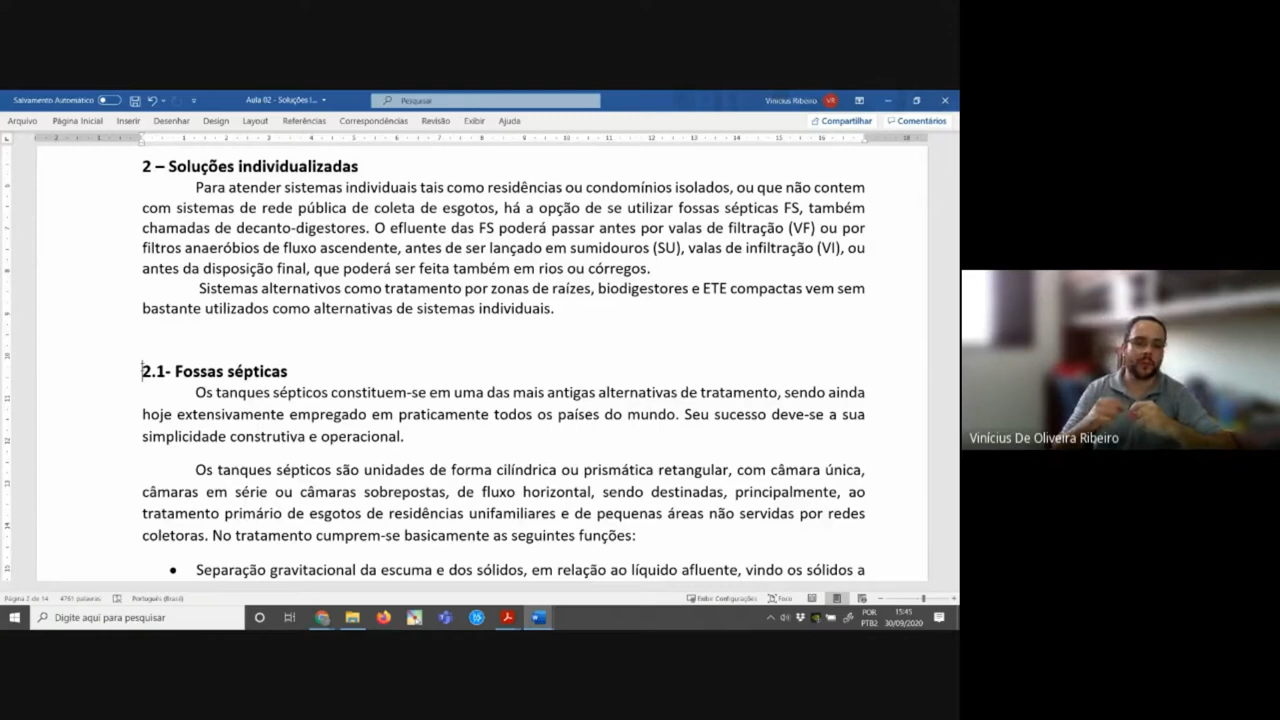 Salvamento Automático
Aula 02 - Soluções I...
Pesquisar
Vinicius Ribeiro VR
Arquivo Página Inicial Inserir Desenhar Design Layout Referências Correspondências Revisão Exibir Ajuda Compartilhar Comentários
2 – Soluções individualizadas
Para atender sistemas individuais tais como residências ou condomínios isolados, ou que não contem
com sistemas de rede pública de coleta de esgotos, há a opção de se utilizar fossas sépticas FS, também
chamadas de decanto-digestores. O efluente das FS poderá passar antes por valas de filtração (VF) ou por
filtros anaeróbios de fluxo ascendente, antes de ser lançado em sumidouros (SU), valas de infiltração (VI), ou
antes da disposição final, que poderá ser feita também em rios ou córregos.
Sistemas alternativos como tratamento por zonas de raízes, biodigestores e ETE compactas vem sem
bastante utilizados como alternativas de sistemas individuais.
2.1- Fossas sépticas
Os tanques sépticos constituem-se em uma das mais antigas alternativas de tratamento, sendo ainda
hoje extensivamente empregado em praticamente todos os países do mundo. Seu sucesso deve-se a sua
simplicidade construtiva e operacional.
Os tanques sépticos são unidades de forma cilíndrica ou prismática retangular, com câmara única,
câmaras em série ou câmaras sobrepostas, de fluxo horizontal, sendo destinadas, principalmente, ao
tratamento primário de esgotos de residências unifamiliares e de pequenas áreas não servidas por redes
coletoras. No tratamento cumprem-se basicamente as seguintes funções:
• Separação gravitacional da escuma e dos sólidos, em relação ao líquido afluente, vindo os sólidos a
Vinícius De Oliveira Ribeiro
Página 2 de 14 4761 palavras Português (Brasil) Exibir Configurações Foco
Digite aqui para pesquisar
POR 15:45
PTB2 30/09/2020